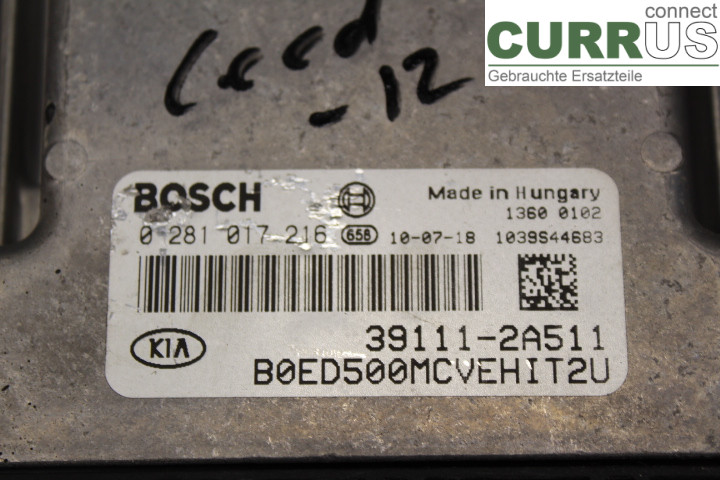 connect
CURRUS
Gebrauchte Ersatzteile
Ceed
-12
BOSCH
Made in Hungary
1360 0102
0 281 017 216 658 10-07-18 1039S44683
KIA
39111-2A511
B0ED500MCVEHIT2U